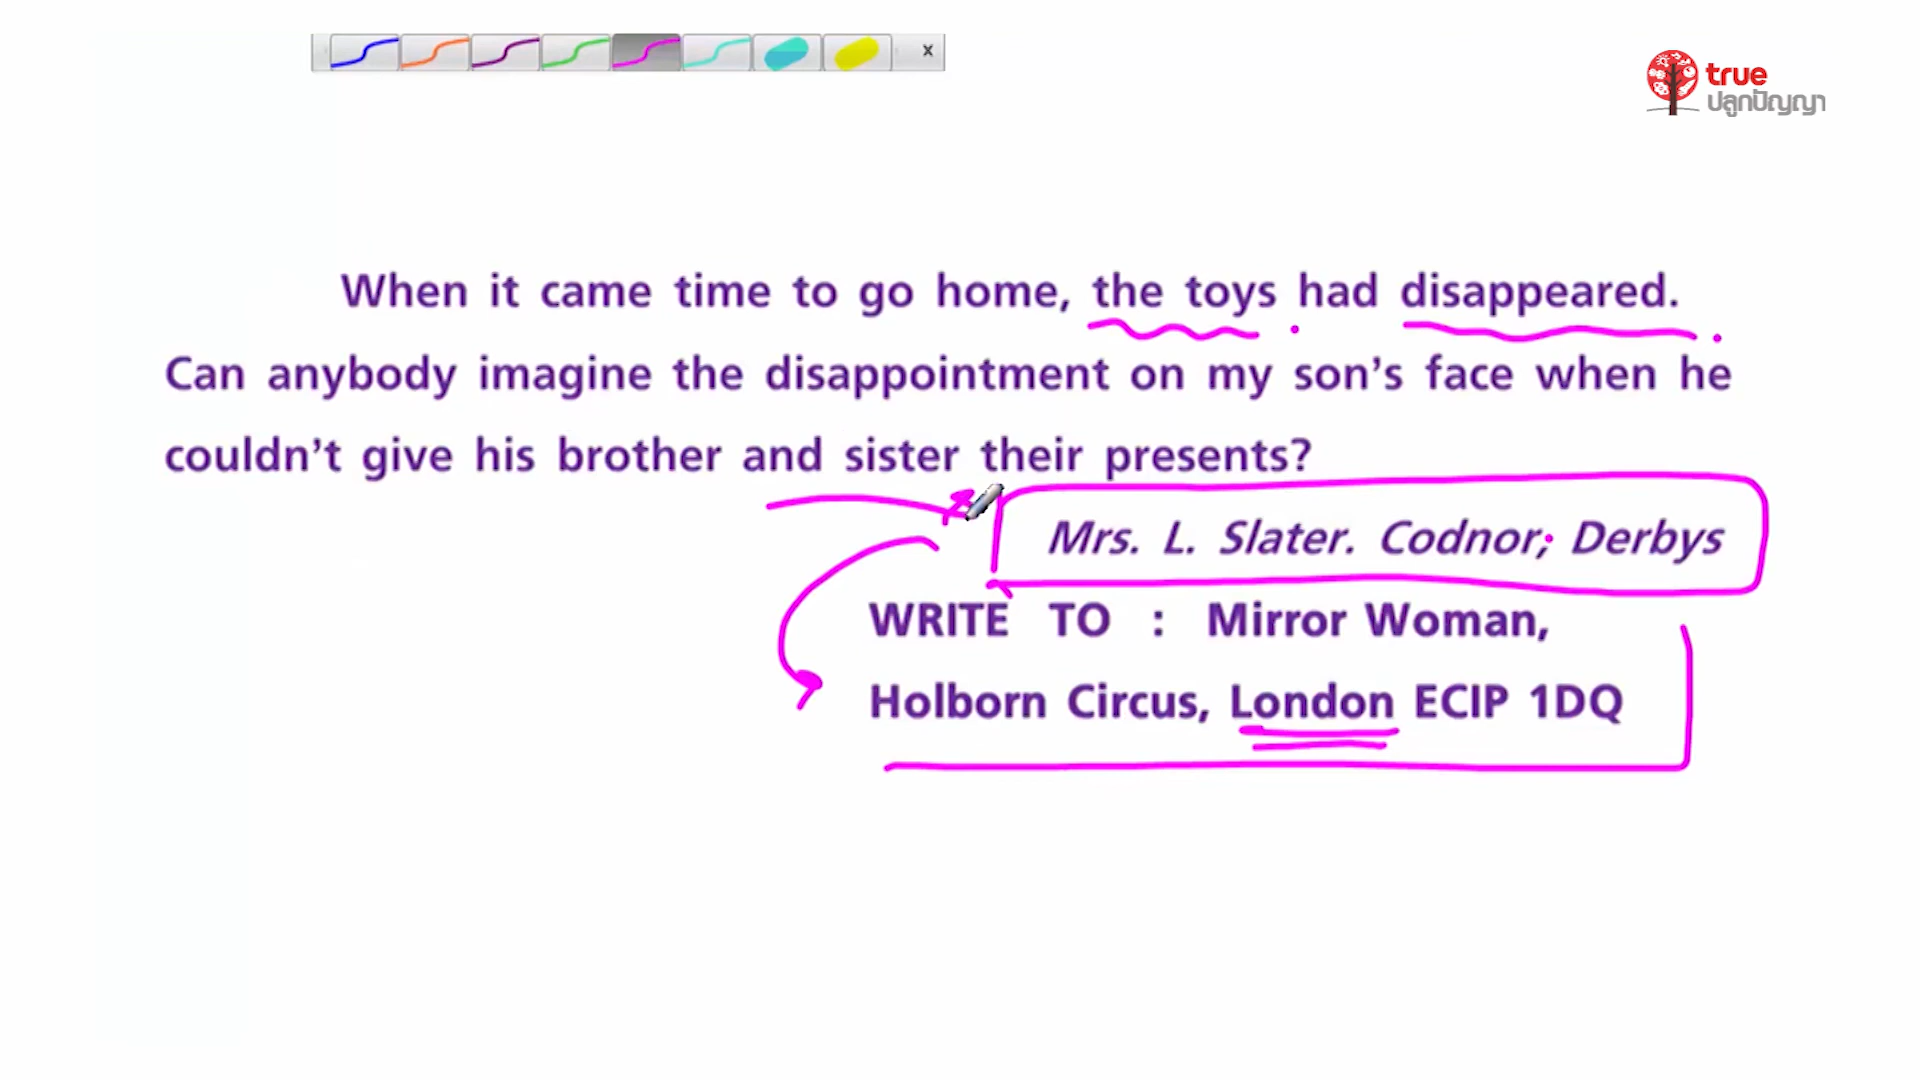 x
true
ปลูกปัญญา
When it came time to go home, the toys had disappeared.
Can anybody imagine the disappointment on my son's face when he
couldn't give his brother and sister their presents?
Mrs. L. Slater. Codnor, Derbys
WRITE TO : Mirror Woman,
Holborn Circus, London ECIP 1DQ